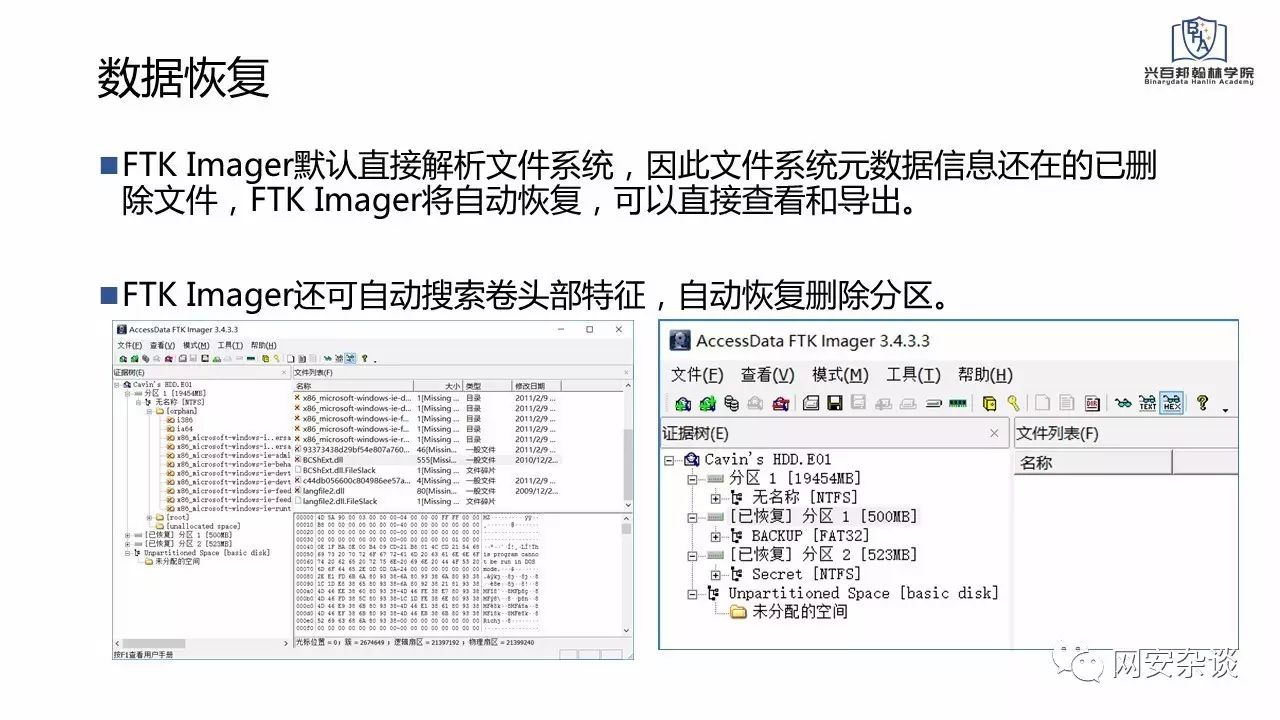 数据恢复
BHA
兴百邦翰林学院
Binarydata Hanlin Academy
■FTK Imager默认直接解析文件系统，因此文件系统元数据信息还在的已删
除文件，FTK Imager将自动恢复，可以直接查看和导出。
■FTK Imager还可自动搜索卷头部特征，自动恢复删除分区。
AccessData FTK Imager 3.4.3.3
文件(F) 查看(V) 模式(M) 工具(T) 帮助(H)
证据树(E)
Cavin's HDD.E01
分区 1 [19454MB]
无名称 [NTFS]
[orphan]
i386
ia64
x86_microsoft-windows-i..ersa
x86_microsoft-windows-i..ersa
x86_microsoft-windows-ie-admi
x86_microsoft-windows-ie-beha
x86_microsoft-windows-ie-devt
x86_microsoft-windows-ie-devt
x86_microsoft-windows-ie-feed
x86_microsoft-windows-ie-feed
x86_microsoft-windows-ie-runt
[root]
[unallocated space]
[已恢复] 分区 1 [500MB]
[已恢复] 分区 2 [523MB]
Unpartitioned Space [basic disk]
未分配的空间
文件列表(F)
名称 大小 类型 修改日期
x86_microsoft-windows-ie-d... 1[Missing ... 目录 2011/2/9 ...
x86_microsoft-windows-ie-f... 1[Missing ... 目录 2011/2/9 ...
x86_microsoft-windows-ie-f... 1[Missing ... 目录 2011/2/9 ...
x86_microsoft-windows-ie-r... 1[Missing ... 目录 2011/2/9 ...
93373438d29bf54e807a760... 46[Missin... 一般文件 2011/2/9 ...
BCShExt.dll 555[Missi... 一般文件 2010/12/2...
BCShExt.dll.FileSlack 1[Missing ... 文件碎片
c44db056600c804986ee57a... 4[Missing ... 一般文件 2011/2/9 ...
langfile2.dll 80[Missin... 一般文件 2009/12/2...
langfile2.dll.FileSlack 1[Missing ... 文件碎片
光标位置 = 0; 簇 = 2674649 ; 逻辑扇区 = 21397192 ; 物理扇区 = 21399240
按F1查看用户手册
AccessData FTK Imager 3.4.3.3
文件(F) 查看(V) 模式(M) 工具(T) 帮助(H)
TEXT HEX
证据树(E)
Cavin's HDD.E01
分区 1 [19454MB]
无名称 [NTFS]
[已恢复] 分区 1 [500MB]
BACKUP [FAT32]
[已恢复] 分区 2 [523MB]
Secret [NTFS]
Unpartitioned Space [basic disk]
未分配的空间
文件列表(F)
名称
网安杂谈